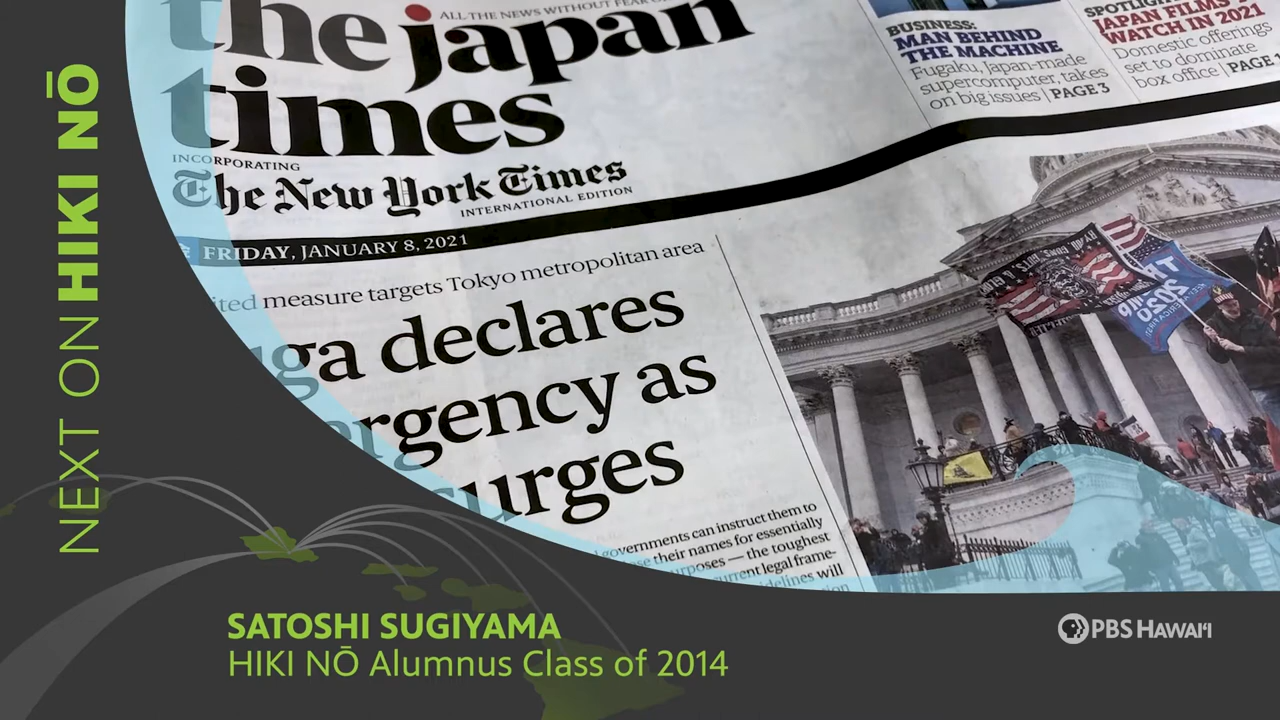 NEXT ON HIKI NŌ
the japan
times
ALL THE NEWS WITHOUT FEAR
INCORPORATING
The New York Times
INTERNATIONAL EDITION
FRIDAY, JANUARY 8, 2021
measure targets Tokyo metropolitan area
declares
as
governments can instruct them to
their names for essentially
the toughest
current legal frame-
will
BUSINESS:
MAN BEHIND
THE MACHINE
Fugaku, Japan-made
supercomputer, takes
on big issues | PAGE 3
JAPAN FILMS
WATCH IN 2021
Domestic offerings
set to dominate
box office | PAGE
SATOSHI SUGIYAMA
HIKI NŌ Alumnus Class of 2014
PBS HAWAIʻI